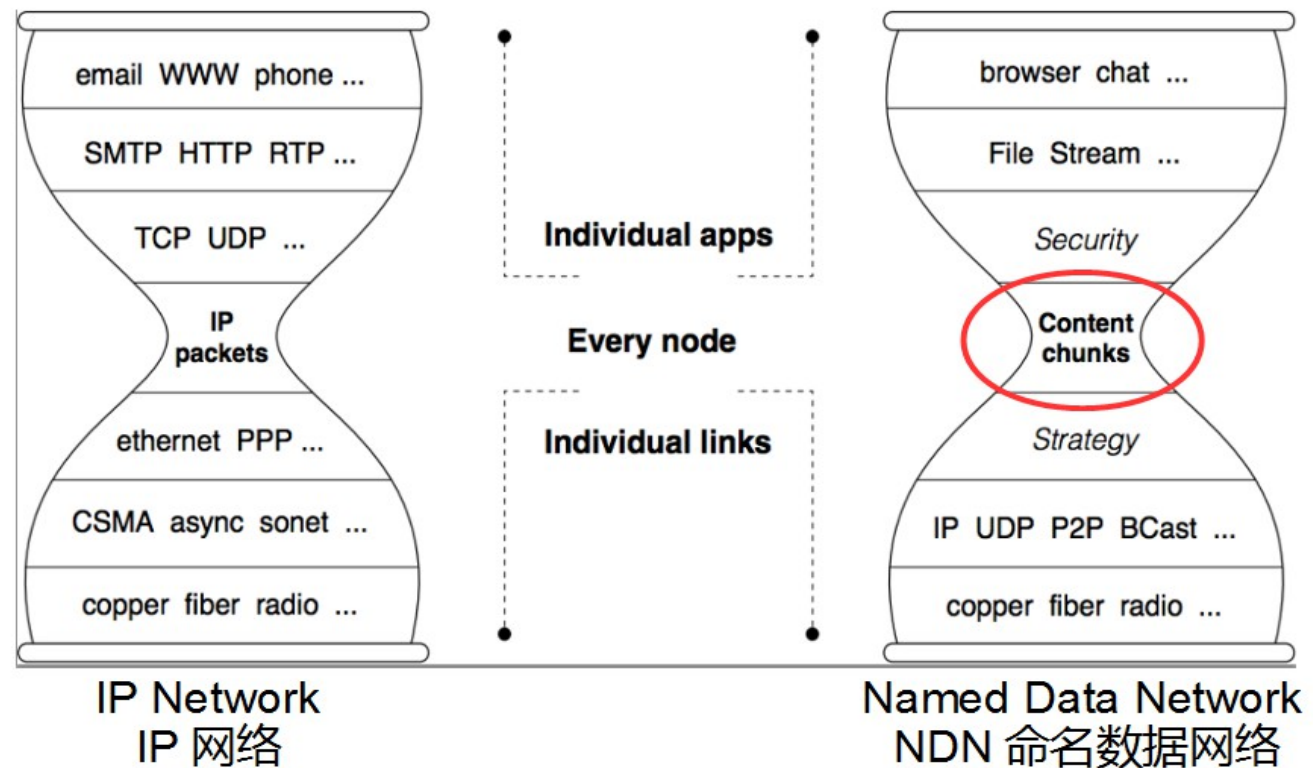 email WWW phone ...
SMTP HTTP RTP ...
TCP UDP ...
IP
packets
ethernet PPP ...
CSMA async sonet ...
copper fiber radio ...
IP Network
IP 网络
Individual apps
Every node
Individual links
browser chat ...
File Stream ...
Security
Content
chunks
Strategy
IP UDP P2P BCast ...
copper fiber radio ...
Named Data Network
NDN 命名数据网络